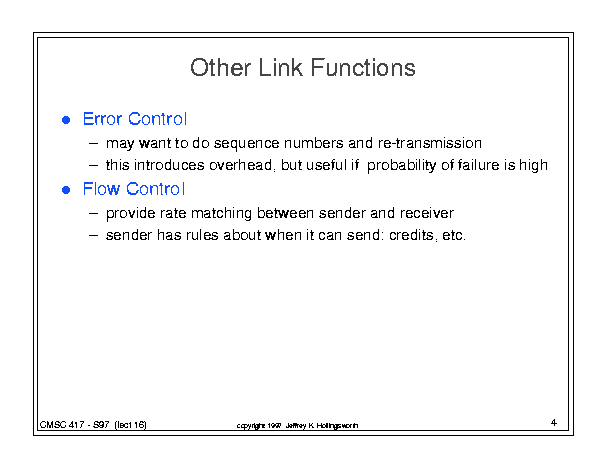 Other Link Functions
● Error Control
– may want to do sequence numbers and re-transmission
– this introduces overhead, but useful if probability of failure is high
● Flow Control
– provide rate matching between sender and receiver
– sender has rules about when it can send: credits, etc.
CMSC 417 - S97 (lect 16) copyright 1997 Jeffrey K. Hollingsworth 4